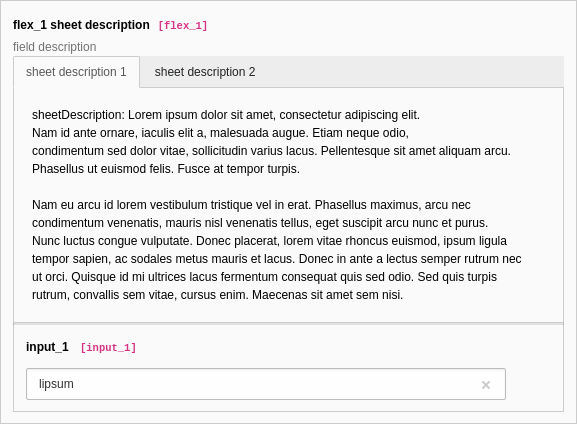 flex_1 sheet description [flex_1]
field description
sheet description 1 sheet description 2
sheetDescription: Lorem ipsum dolor sit amet, consectetur adipiscing elit.
Nam id ante ornare, iaculis elit a, malesuada augue. Etiam neque odio,
condimentum sed dolor vitae, sollicitudin varius lacus. Pellentesque sit amet aliquam arcu.
Phasellus ut euismod felis. Fusce at tempor turpis.
Nam eu arcu id lorem vestibulum tristique vel in erat. Phasellus maximus, arcu nec
condimentum venenatis, mauris nisl venenatis tellus, eget suscipit arcu nunc et purus.
Nunc luctus congue vulputate. Donec placerat, lorem vitae rhoncus euismod, ipsum ligula
tempor sapien, ac sodales metus mauris et lacus. Donec in ante a lectus semper rutrum nec
ut orci. Quisque id mi ultrices lacus fermentum consequat quis sed odio. Sed quis turpis
rutrum, convallis sem vitae, cursus enim. Maecenas sit amet sem nisi.
input_1 [input_1]
lipsum